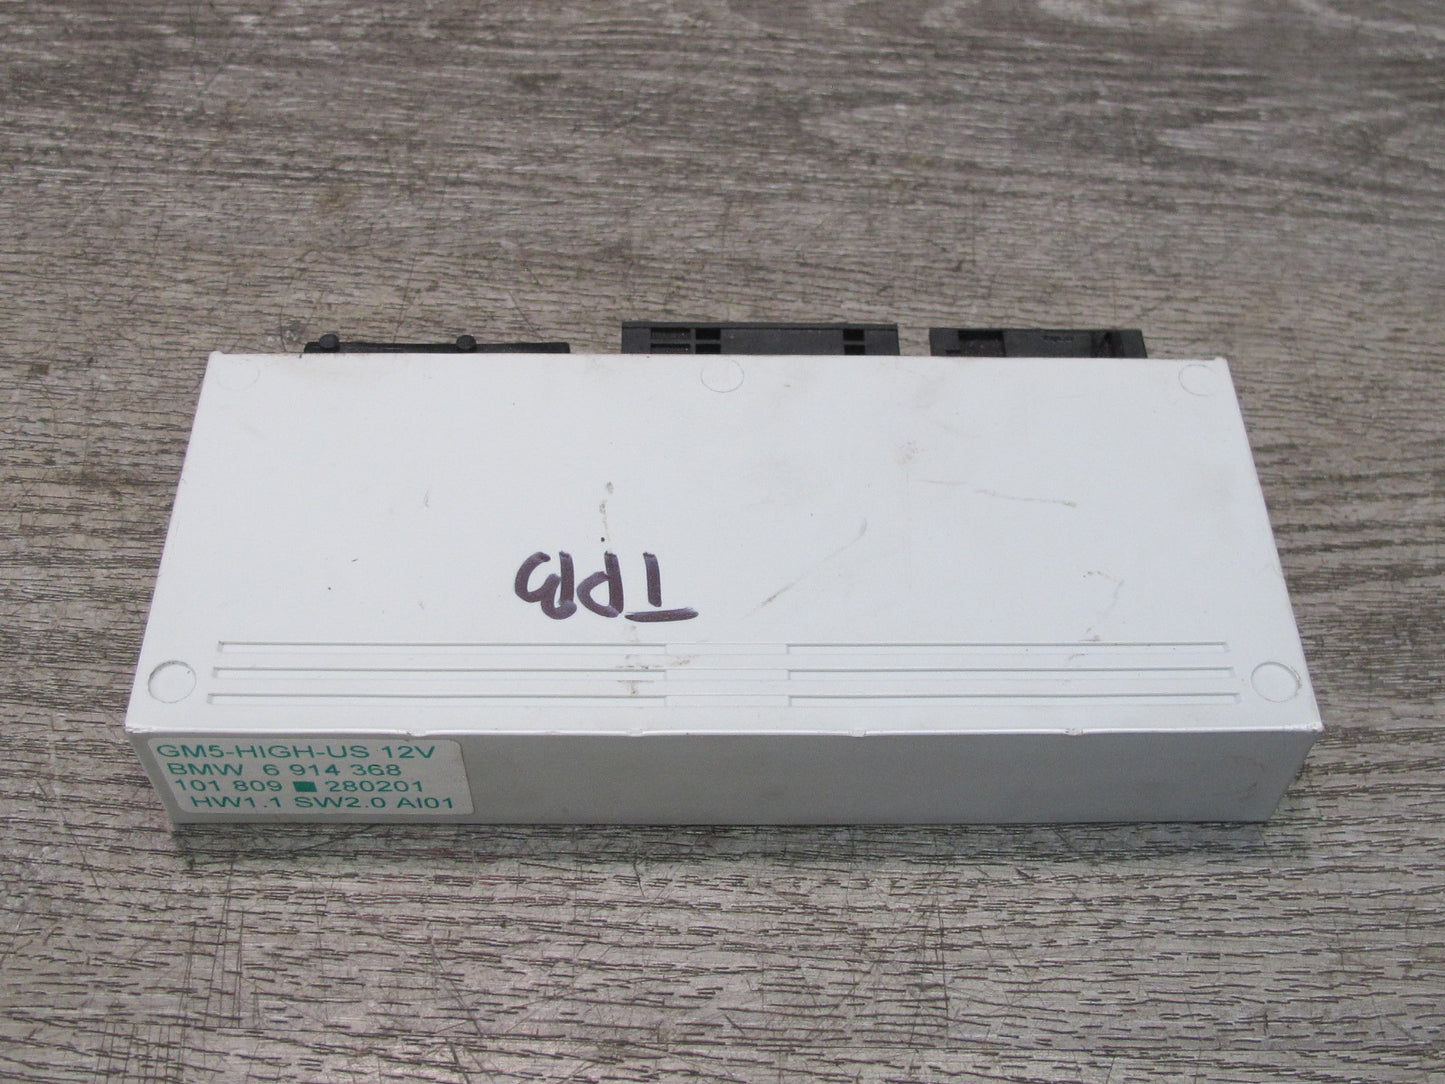 TPB
GM5-HIGH-US 12V
BMW 6 914 368
101 809 ■ 280201
HW1.1 SW2.0 AI01